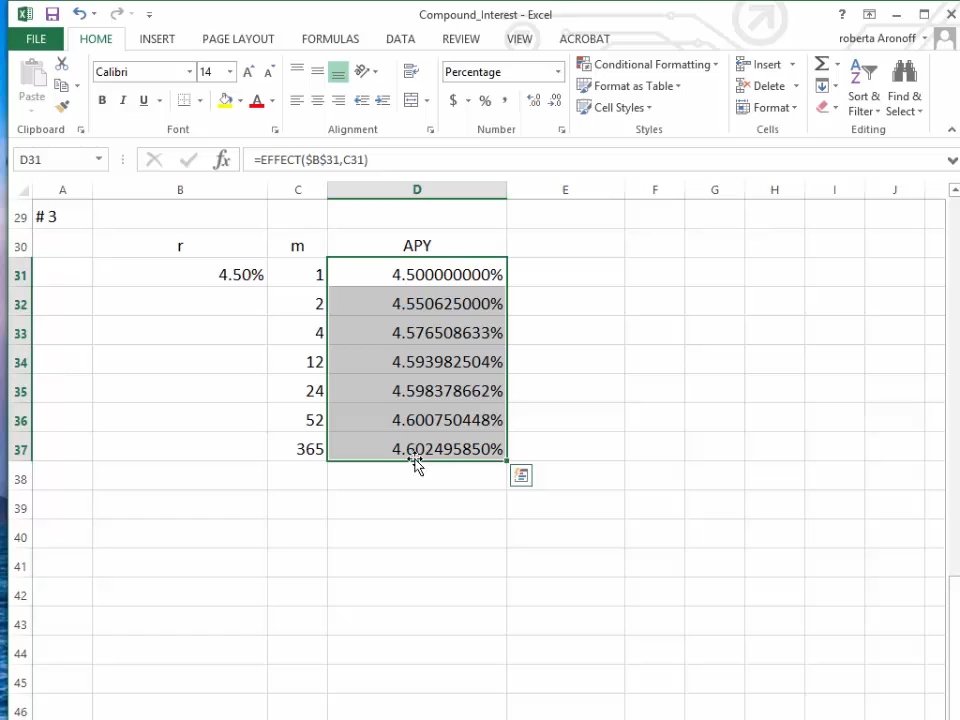 Compound_Interest - Excel
?
FILE HOME INSERT PAGE LAYOUT FORMULAS DATA REVIEW VIEW ACROBAT roberta Aronoff
Paste
Calibri 14
Percentage
B I U A
$ % ,
Conditional Formatting
Format as Table
Cell Styles
Insert
Delete
Format
Sort & Filter
Find & Select
Clipboard Font Alignment Number Styles Cells Editing
D31 fx =EFFECT($B$31,C31)
A B C D E F G H I J
29 # 3
30 r m APY
31 4.50% 1 4.500000000%
32 2 4.550625000%
33 4 4.576508633%
34 12 4.593982504%
35 24 4.598378662%
36 52 4.600750448%
37 365 4.602495850%
38
39
40
41
42
43
44
45
46